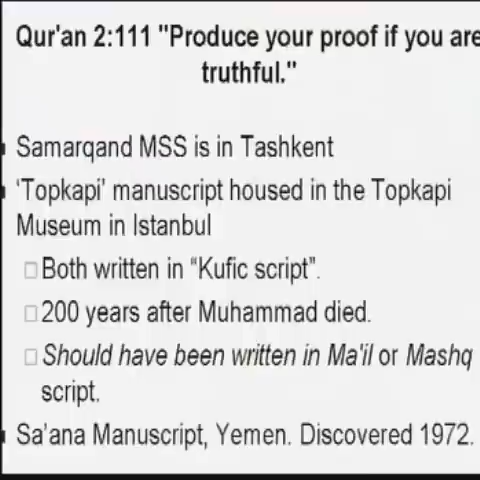 Qur'an 2:111 "Produce your proof if you are
truthful."
Samarqand MSS is in Tashkent
‘Topkapi’ manuscript housed in the Topkapi
Museum in Istanbul
Both written in “Kufic script”.
200 years after Muhammad died.
Should have been written in Ma'il or Mashq
script.
Sa’ana Manuscript, Yemen. Discovered 1972.